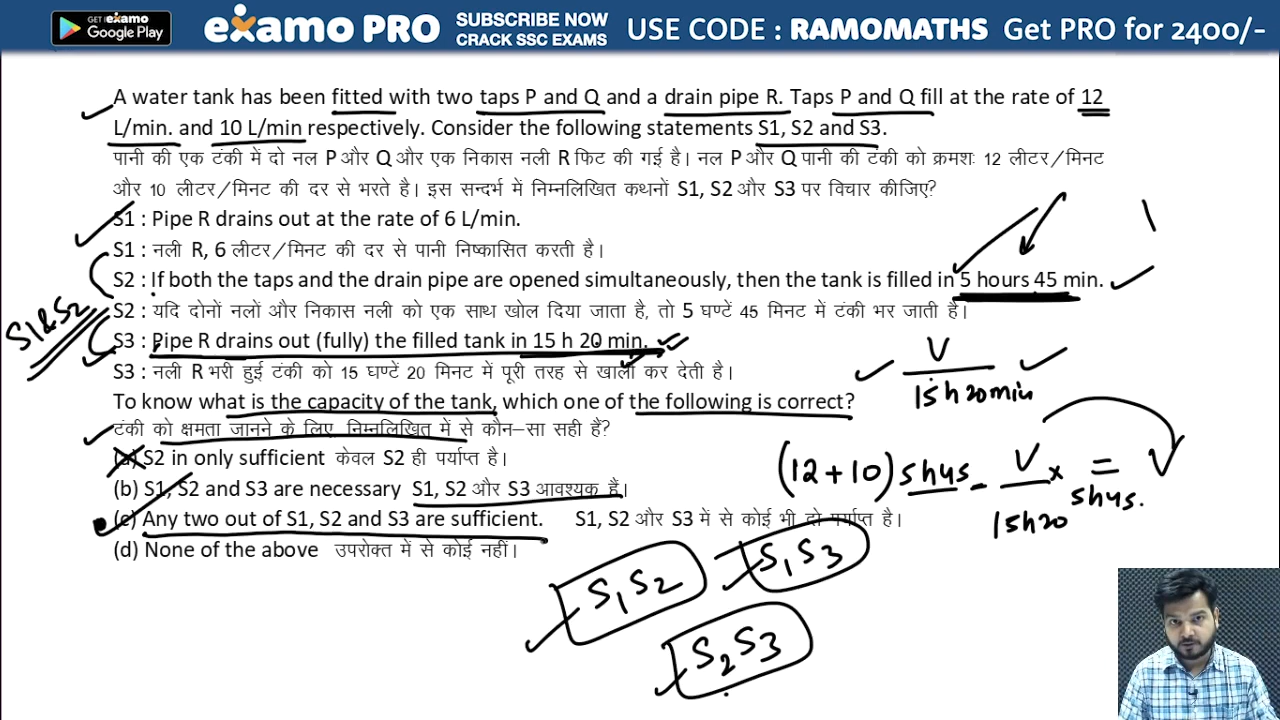 GET IT ON
Google Play
examo PRO
SUBSCRIBE NOW
CRACK SSC EXAMS
USE CODE : RAMOMATHS Get PRO for 2400/-
A water tank has been fitted with two taps P and Q and a drain pipe R. Taps P and Q fill at the rate of 12
L/min. and 10 L/min respectively. Consider the following statements S1, S2 and S3.
पानी की एक टंकी में दो नल P और Q और एक निकास नली R फिट की गई है। नल P और Q पानी की टंकी को क्रमशः 12 लीटर/मिनट
और 10 लीटर/मिनट की दर से भरते है। इस सन्दर्भ में निम्नलिखित कथनों S1, S2 और S3 पर विचार कीजिए?
S1 : Pipe R drains out at the rate of 6 L/min.
S1 : नली R, 6 लीटर/मिनट की दर से पानी निष्कासित करती है।
S2 : If both the taps and the drain pipe are opened simultaneously, then the tank is filled in 5 hours 45 min.
S2 : यदि दोनों नलों और निकास नली को एक साथ खोल दिया जाता है, तो 5 घण्टें 45 मिनट में टंकी भर जाती है।
S1 & S2
S3 : Pipe R drains out (fully) the filled tank in 15 h 20 min.
S3 : नली R भरी हुई टंकी को 15 घण्टें 20 मिनट में पूरी तरह से खाली कर देती है।
V
15h20min
To know what is the capacity of the tank, which one of the following is correct?
टंकी को क्षमता जानने के लिए निम्नलिखित में से कौन–सा सही हैं?
(a) S2 in only sufficient केवल S2 ही पर्याप्त है।
(12+10) 5h45 - V × = V
15h20 5h45.
(b) S1, S2 and S3 are necessary S1, S2 और S3 आवश्यक हैं।
(c) Any two out of S1, S2 and S3 are sufficient. S1, S2 और S3 में से कोई भी दो पर्याप्त है।
(d) None of the above उपरोक्त में से कोई नहीं।
S1S2
S1S3
S2S3